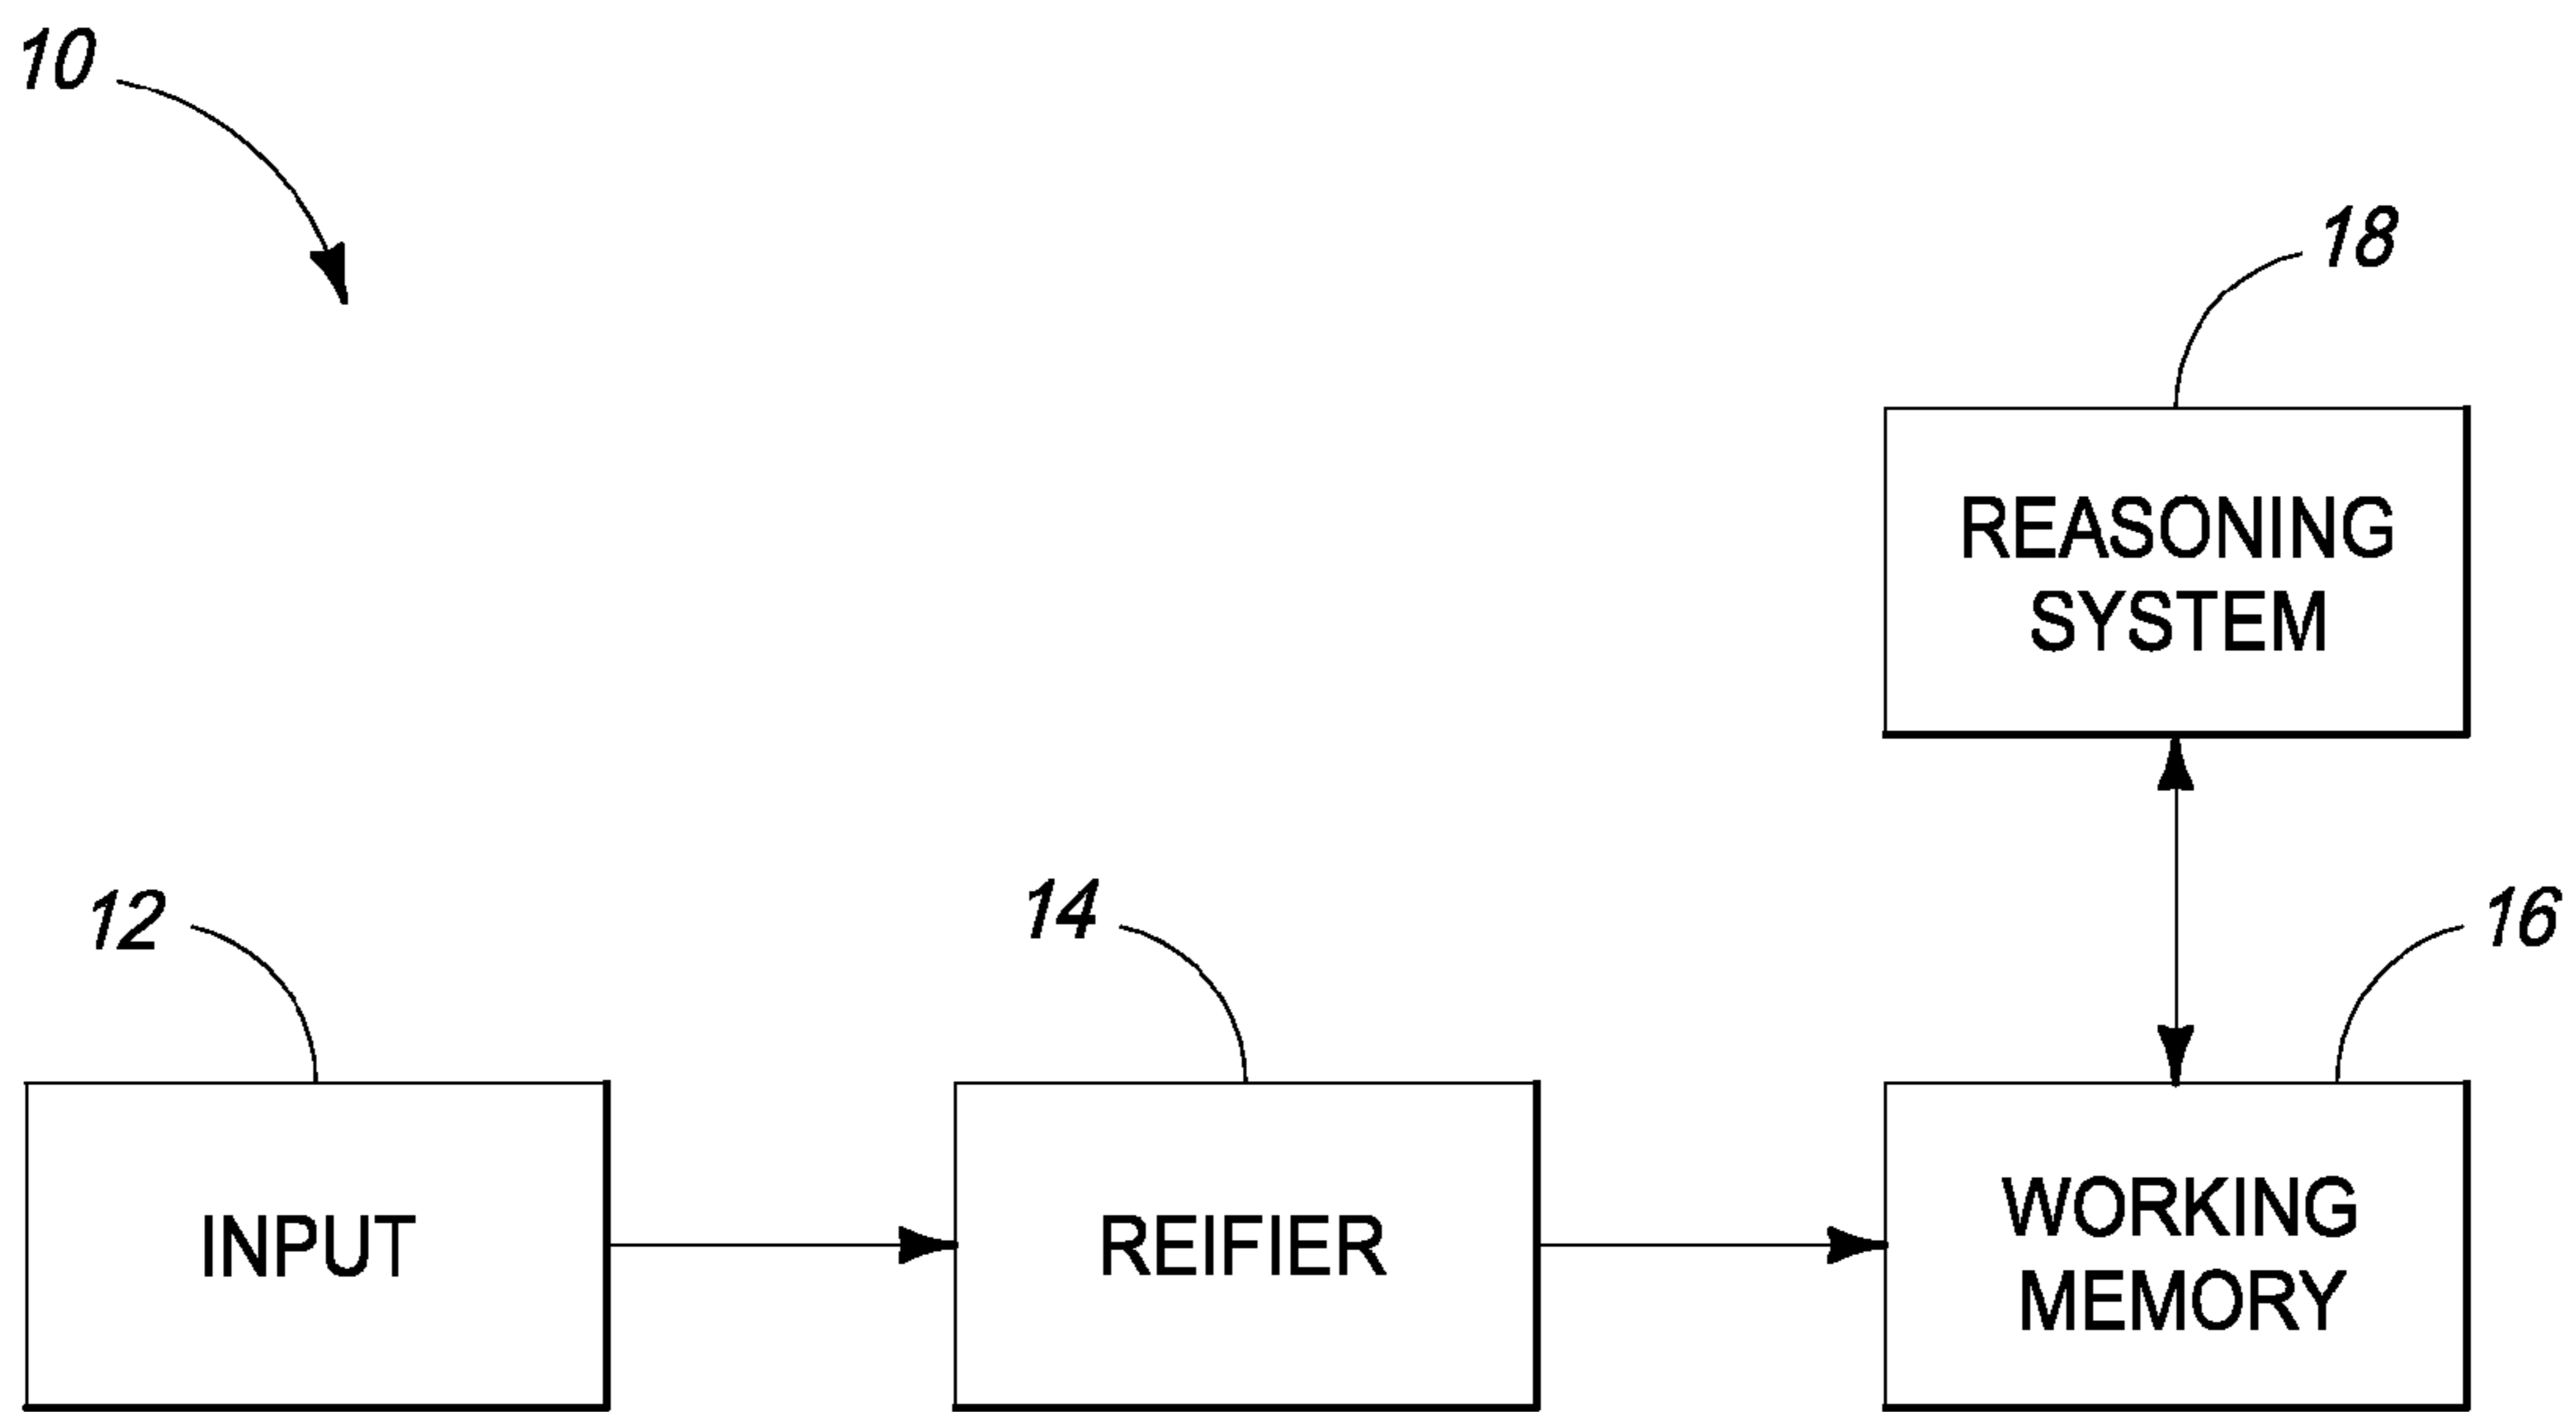 10
18
REASONING
SYSTEM
12
14
16
INPUT
REIFIER
WORKING
MEMORY